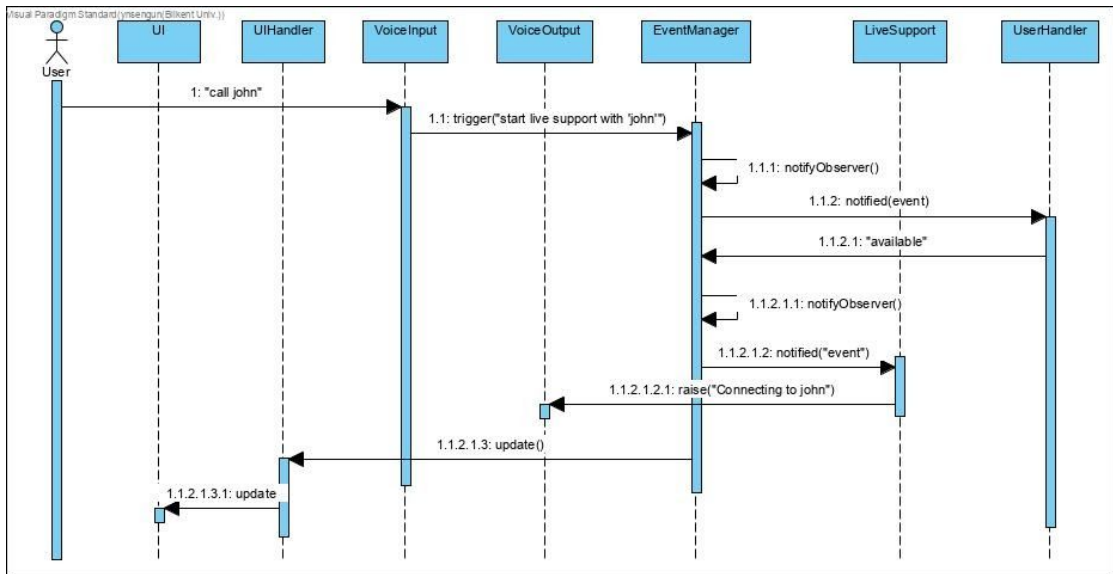 Visual Paradigm Standard(ynsengun(Bilkent Univ.))
UI
UIHandler
VoiceInput
VoiceOutput
EventManager
LiveSupport
UserHandler
User
1: "call john"
1.1: trigger("start live support with 'john'")
1.1.1: notifyObserver()
1.1.2: notified(event)
1.1.2.1: "available"
1.1.2.1.1: notifyObserver()
1.1.2.1.2: notified("event")
1.1.2.1.2.1: raise("Connecting to john")
1.1.2.1.3: update()
1.1.2.1.3.1: update